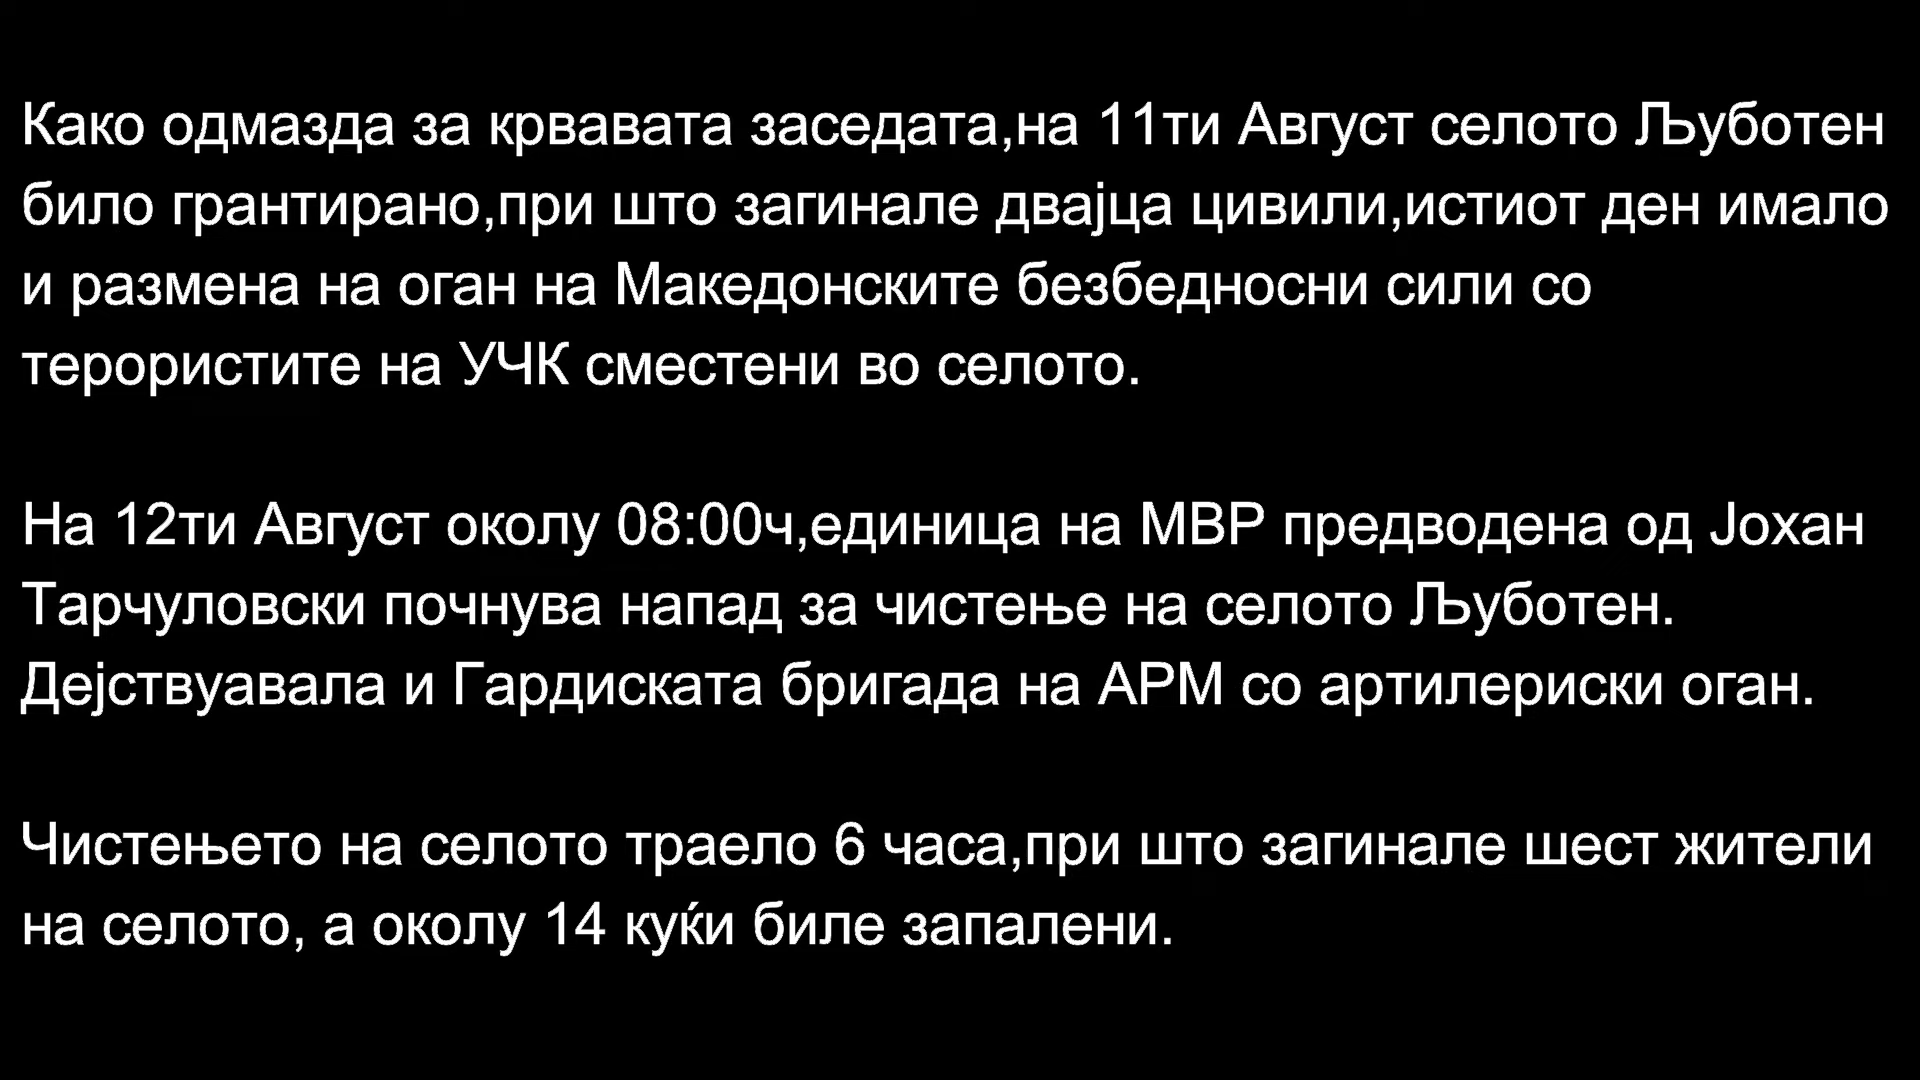 Како одмазда за крвавата заседата,на 11ти Август селото Љуботен
било грантирано,при што загинале двајца цивили,истиот ден имало
и размена на оган на Македонските безбедносни сили со
терористите на УЧК сместени во селото.
На 12ти Август околу 08:00ч,единица на МВР предводена од Јохан
Тарчуловски почнува напад за чистење на селото Љуботен.
Дејствуавала и Гардиската бригада на АРМ со артилериски оган.
Чистењето на селото траело 6 часа,при што загинале шест жители
на селото, а околу 14 куќи биле запалени.